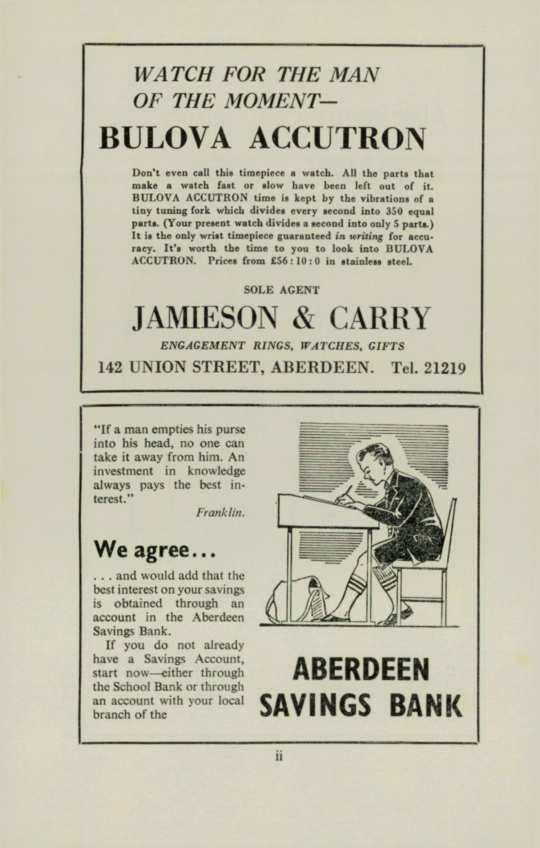 WATCH FOR THE MAN
OF THE MOMENT—
BULOVA ACCUTRON
Don't even call this timepiece a watch. All the parts that
make a watch fast or slow have been left out of it.
BULOVA ACCUTRON time is kept by the vibrations of a
tiny tuning fork which divides every second into 350 equal
parts. (Your present watch divides a second into only 5 parts.)
It is the only wrist timepiece guaranteed in writing for accu-
racy. It's worth the time to you to look into BULOVA
ACCUTRON. Prices from £56 : 10 : 0 in stainless steel.
SOLE AGENT
JAMIESON & CARRY
ENGAGEMENT RINGS, WATCHES, GIFTS
142 UNION STREET, ABERDEEN. Tel. 21219
"If a man empties his purse
into his head, no one can
take it away from him. An
investment in knowledge
always pays the best in-
terest."
Franklin.
We agree...
. . . and would add that the
best interest on your savings
is obtained through an
account in the Aberdeen
Savings Bank.
If you do not already
have a Savings Account,
start now—either through
the School Bank or through
an account with your local
branch of the
ABERDEEN
SAVINGS BANK
ii